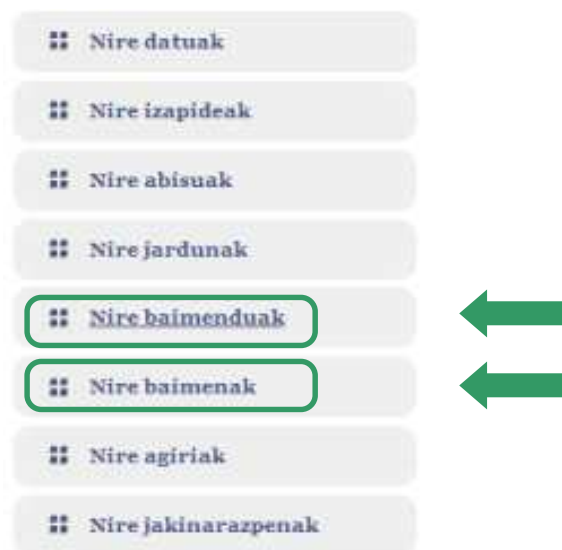 Nire datuak
Nire izapideak
Nire abisuak
Nire jardunak
Nire baimenduak
Nire baimenak
Nire agiriak
Nire jakinarazpenak